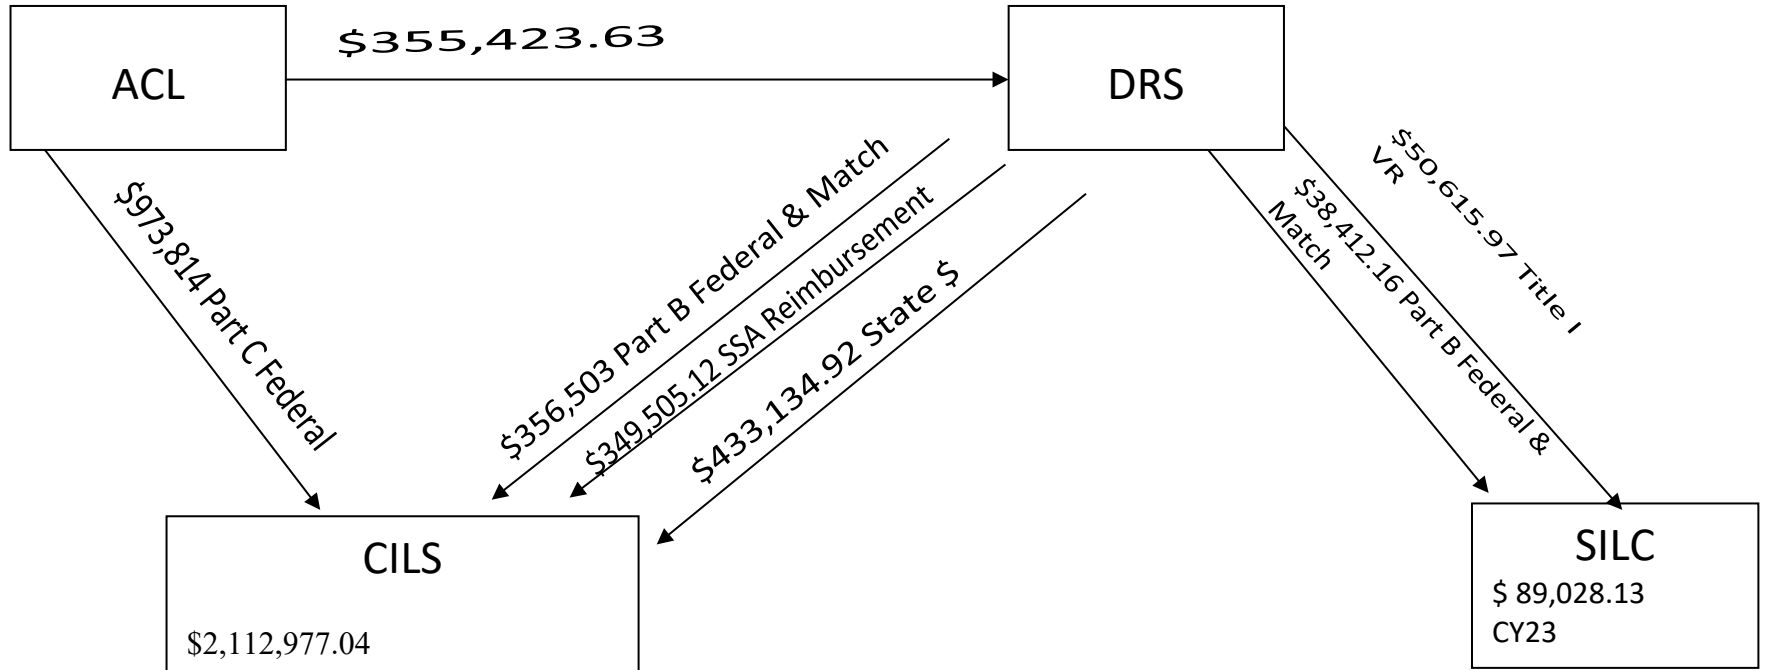 ACL
$355,423.63
DRS
$973,814 Part C Federal
$356,503 Part B Federal & Match
$349,505.12 SSA Reimbursement
$433,134.92 State $
$38,412.16 Part B Federal &
Match
$50,615.97 Title I
VR
CILS
$2,112,977.04
SILC
$ 89,028.13
CY23